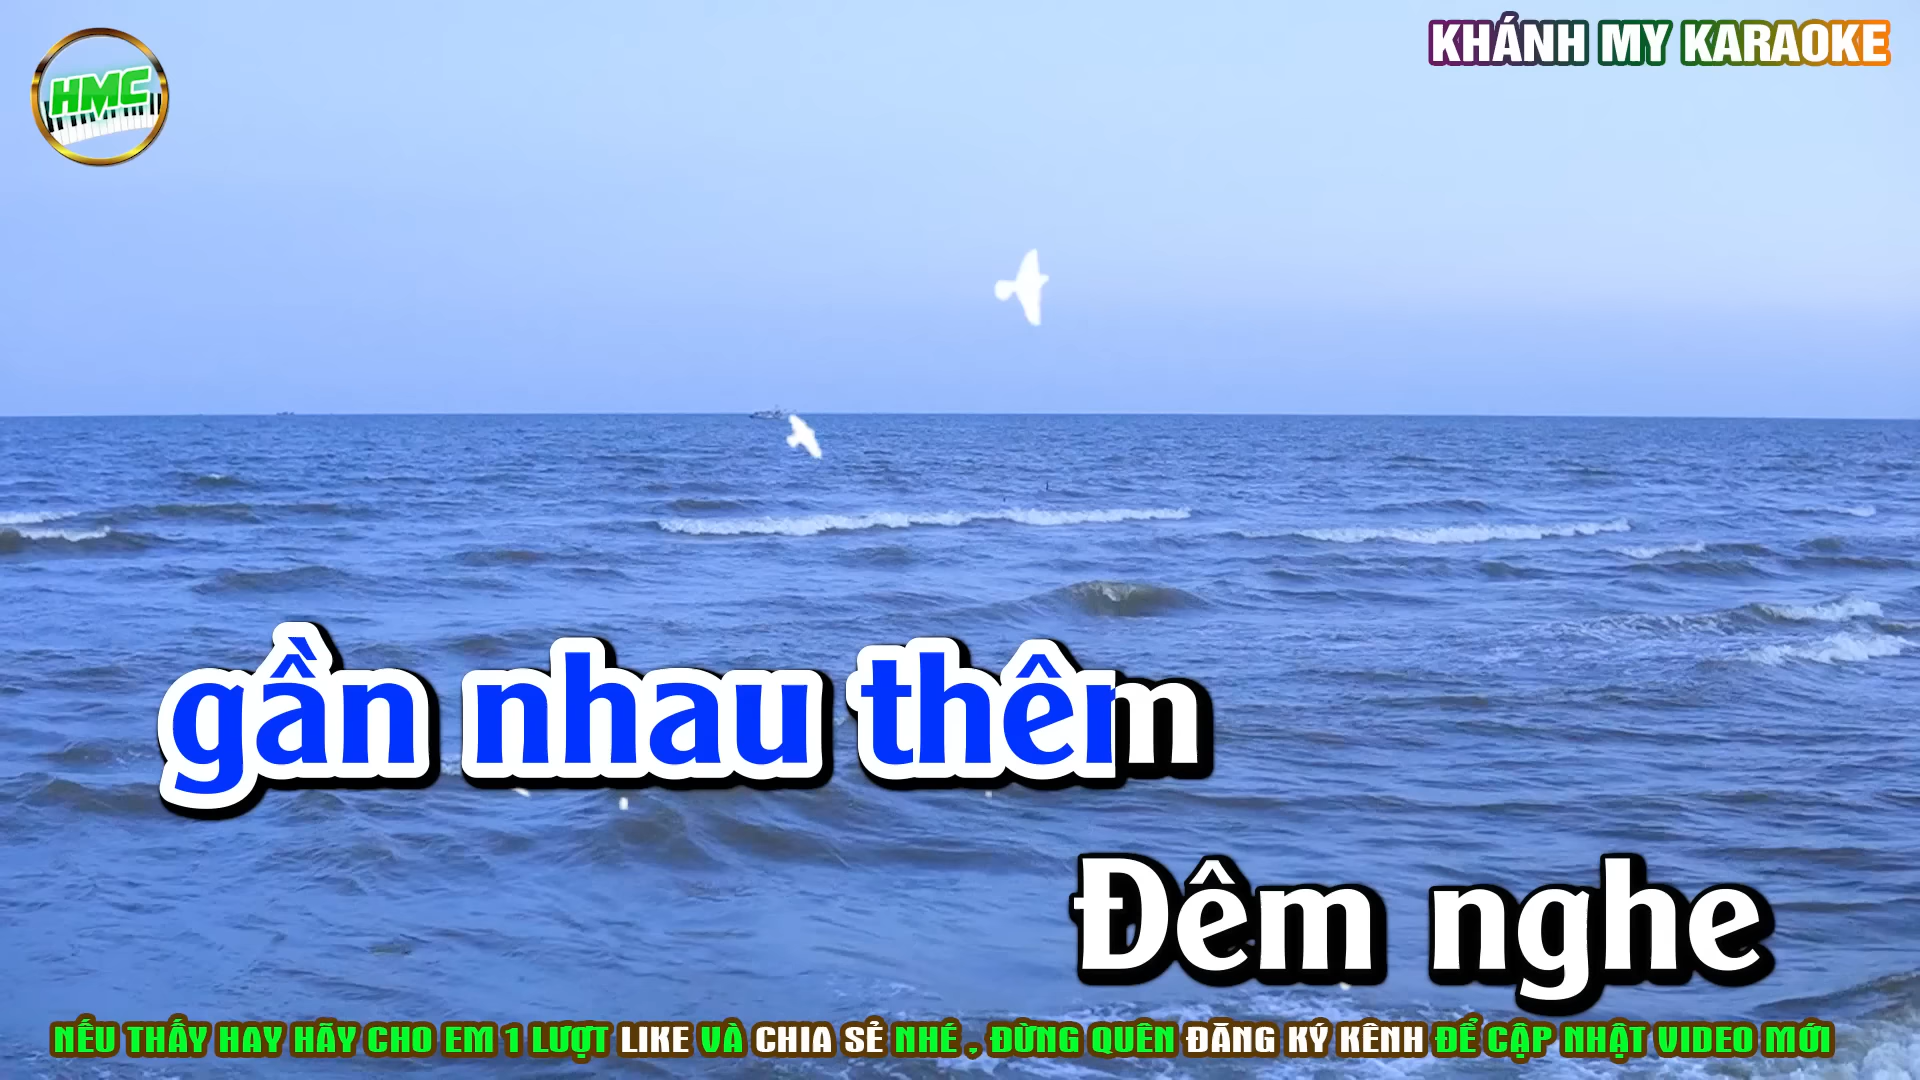 HMC
KHÁNH MY KARAOKE
gần nhau thêm
Đêm nghe
NẾU THẤY HAY HÃY CHO EM 1 LƯỢT LIKE VÀ CHIA SẺ NHÉ , ĐỪNG QUÊN ĐĂNG KÝ KÊNH ĐỂ CẬP NHẬT VIDEO MỚI